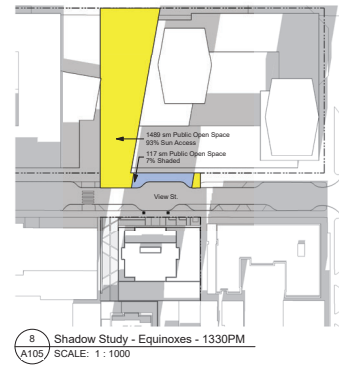 1489 sm Public Open Space
93% Sun Access
117 sm Public Open Space
7% Shaded
View St.
8
A105
Shadow Study - Equinoxes - 1330PM
SCALE: 1 : 1000